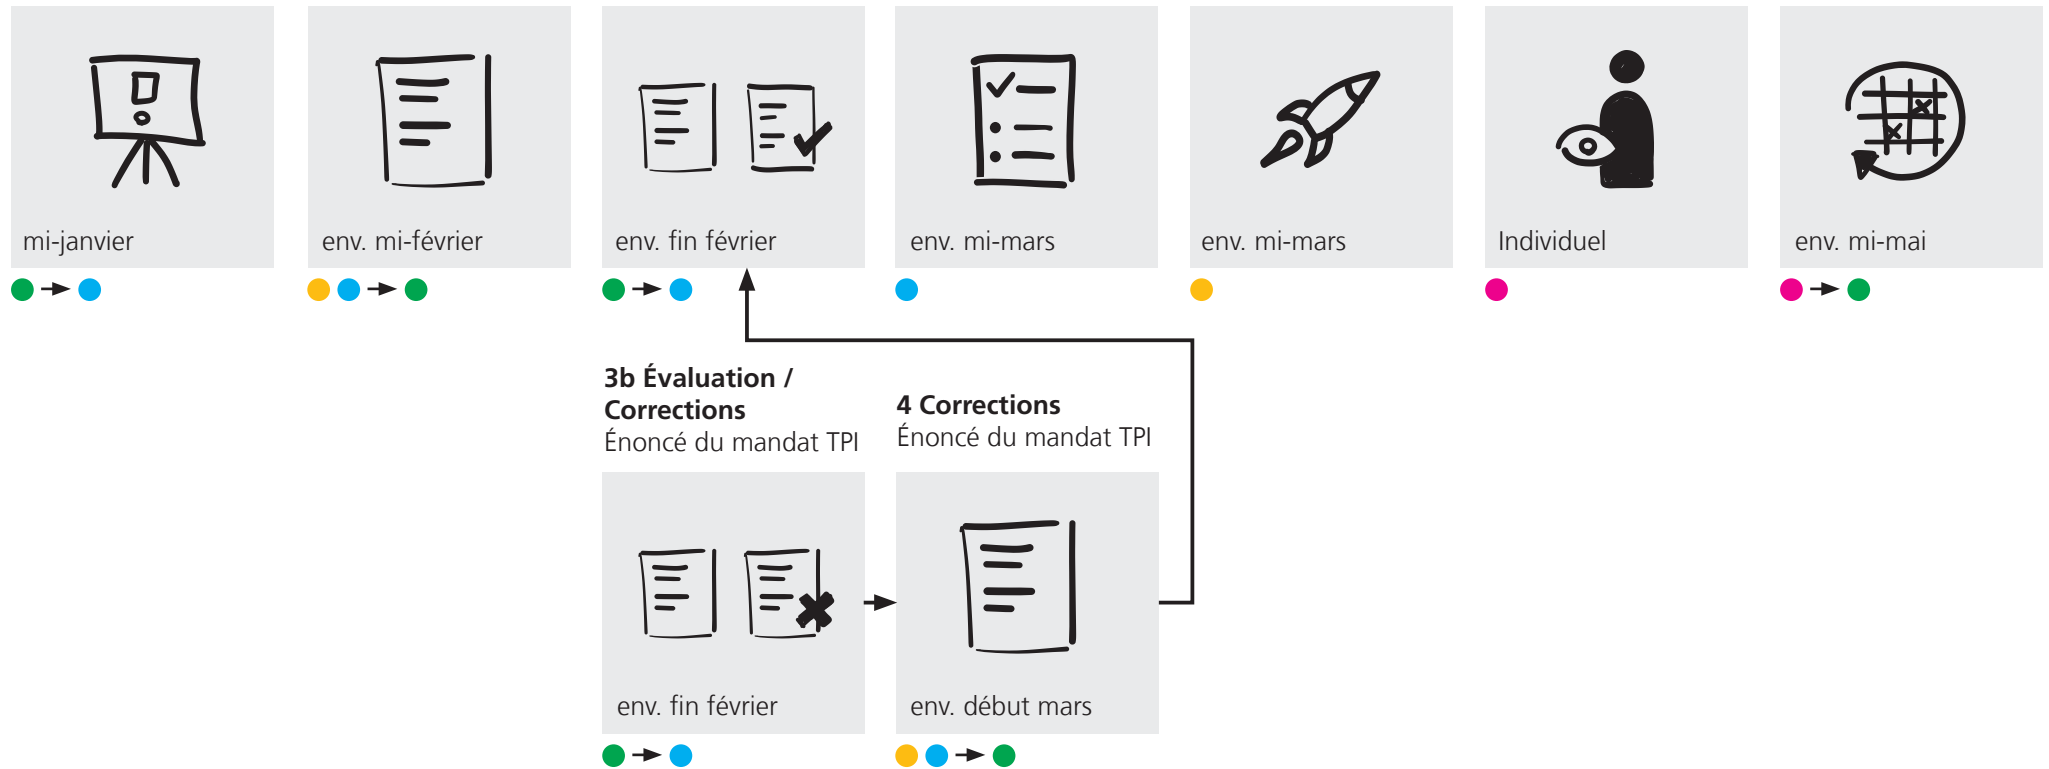 mi-janvier
env. mi-février
env. fin février
env. mi-mars
env. mi-mars
Individuel
env. mi-mai
3b Évaluation /
Corrections
Énoncé du mandat TPI
4 Corrections
Énoncé du mandat TPI
env. fin février
env. début mars